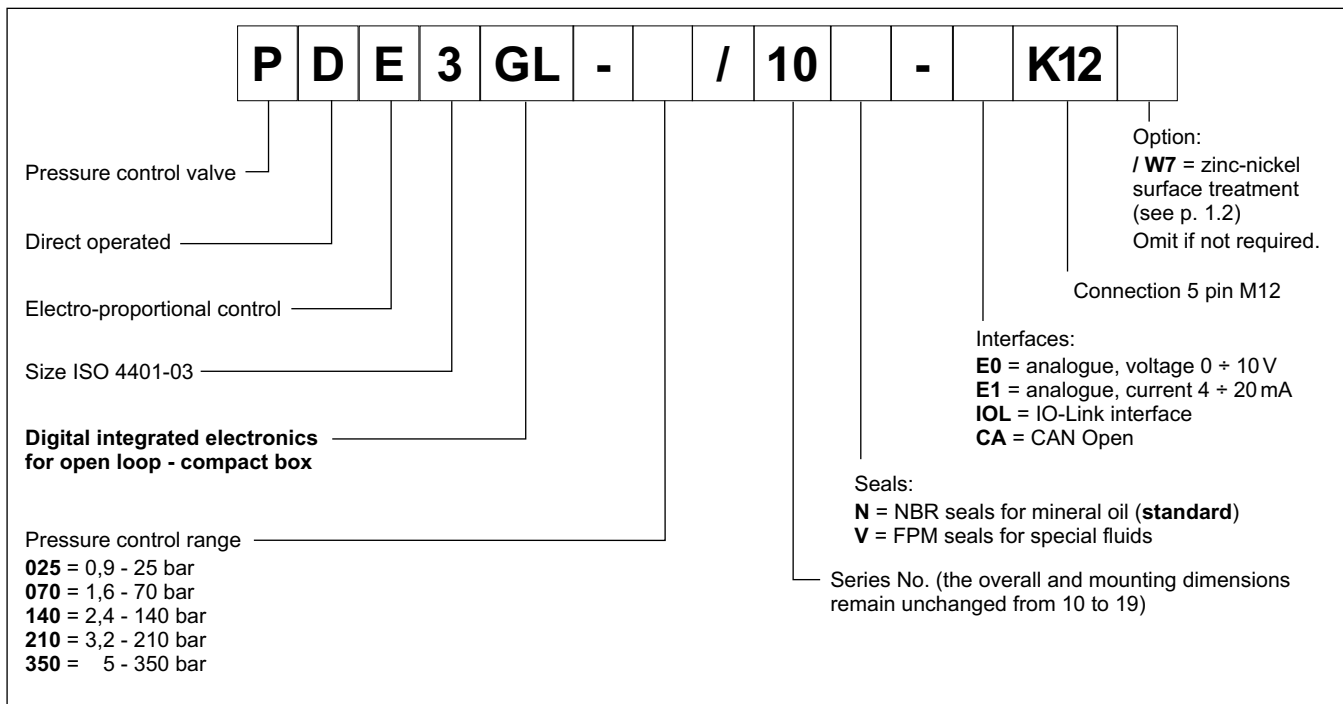 P D E 3 GL - / 10 - K12
Pressure control valve
Direct operated
Electro-proportional control
Size ISO 4401-03
Digital integrated electronics
for open loop - compact box
Pressure control range
025 = 0,9 - 25 bar
070 = 1,6 - 70 bar
140 = 2,4 - 140 bar
210 = 3,2 - 210 bar
350 = 5 - 350 bar
Option:
/ W7 = zinc-nickel
surface treatment
(see p. 1.2)
Omit if not required.
Connection 5 pin M12
Interfaces:
E0 = analogue, voltage 0 ÷ 10 V
E1 = analogue, current 4 ÷ 20 mA
IOL = IO-Link interface
CA = CAN Open
Seals:
N = NBR seals for mineral oil (standard)
V = FPM seals for special fluids
Series No. (the overall and mounting dimensions
remain unchanged from 10 to 19)